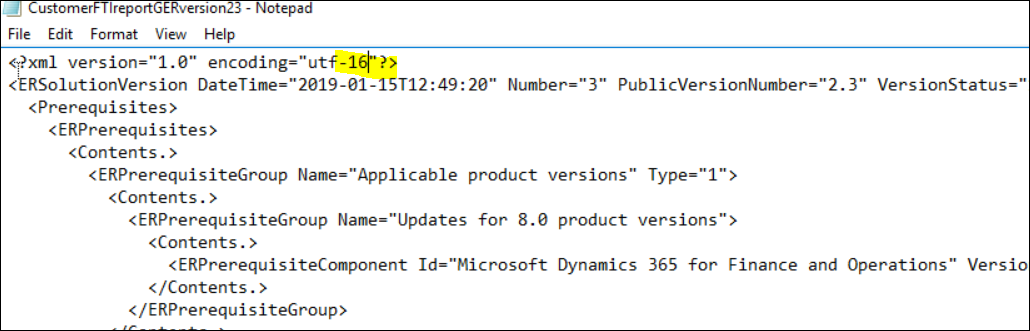 CustomerFTIreportGERversion23 - Notepad
File Edit Format View Help
<?xml version="1.0" encoding="utf-16"?>
<ERSolutionVersion DateTime="2019-01-15T12:49:20" Number="3" PublicVersionNumber="2.3" VersionStatus="
<Prerequisites>
<ERPrerequisites>
<Contents.>
<ERPrerequisiteGroup Name="Applicable product versions" Type="1">
<Contents.>
<ERPrerequisiteGroup Name="Updates for 8.0 product versions">
<Contents.>
<ERPrerequisiteComponent Id="Microsoft Dynamics 365 for Finance and Operations" Versio
</Contents.>
</ERPrerequisiteGroup>
</Contents.>